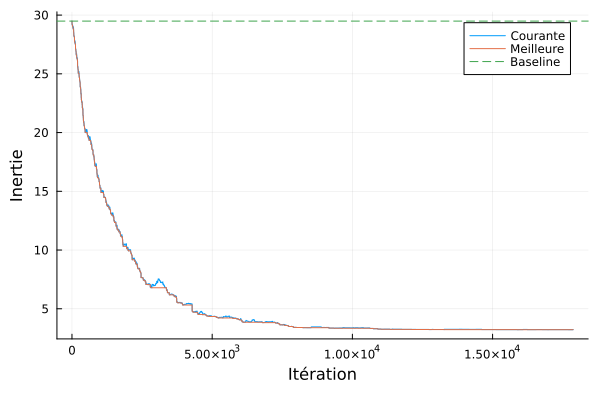 30
25
20
15
10
5
Inertie
Courante
Meilleure
Baseline
0
5.00×10³
1.00×10⁴
1.50×10⁴
Itération